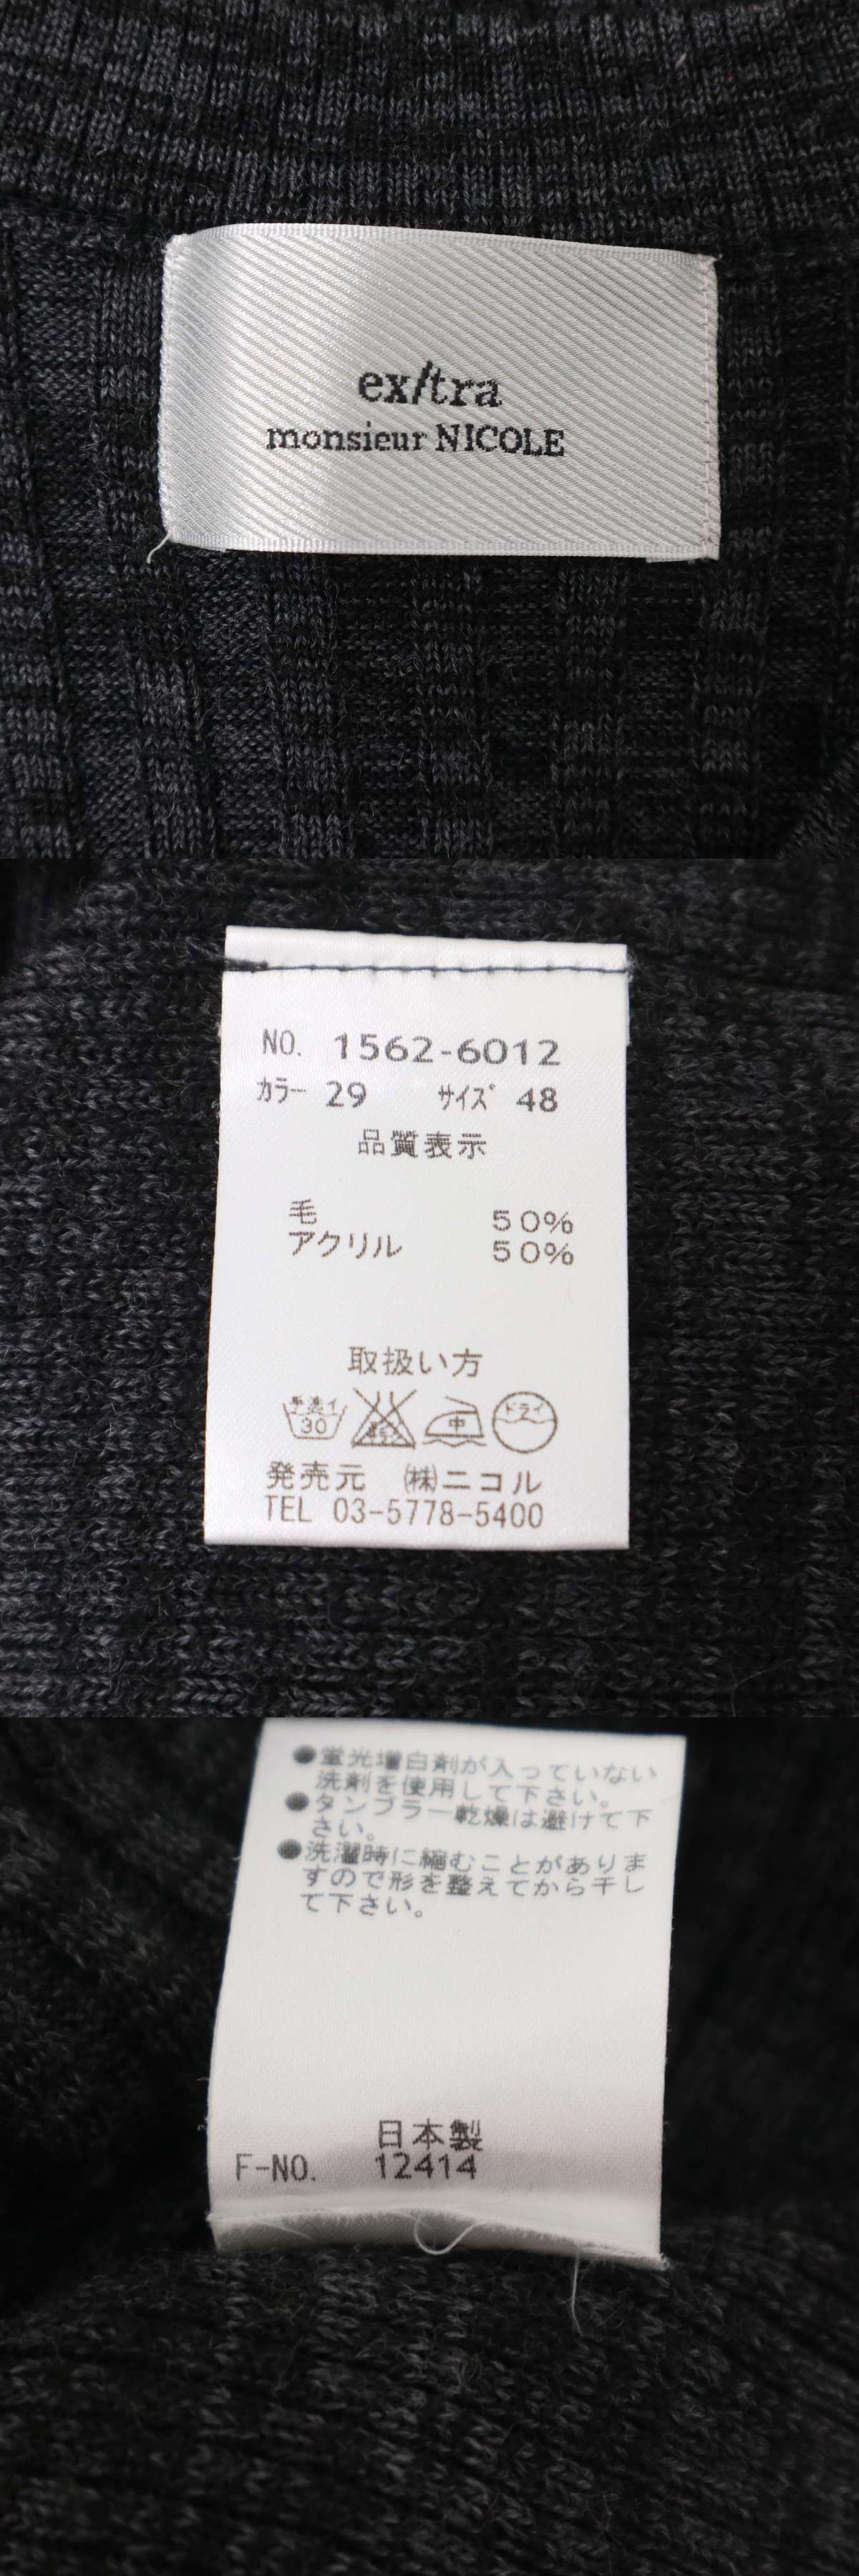 ex/tra
monsieur NICOLE
NO. 1562-6012
カラー 29 サイズ 48
品質表示
毛 50%
アクリル 50%
取扱い方
手洗イ 30 中 ドライ
発売元 ㈱ニコル
TEL 03-5778-5400
●蛍光増白剤が入っていない
洗剤を使用して下さい。
●タンブラー乾燥は避けて下
さい。
●洗濯時に縮むことがありま
すので形を整えてから干し
て下さい。
日本製
F-NO. 12414